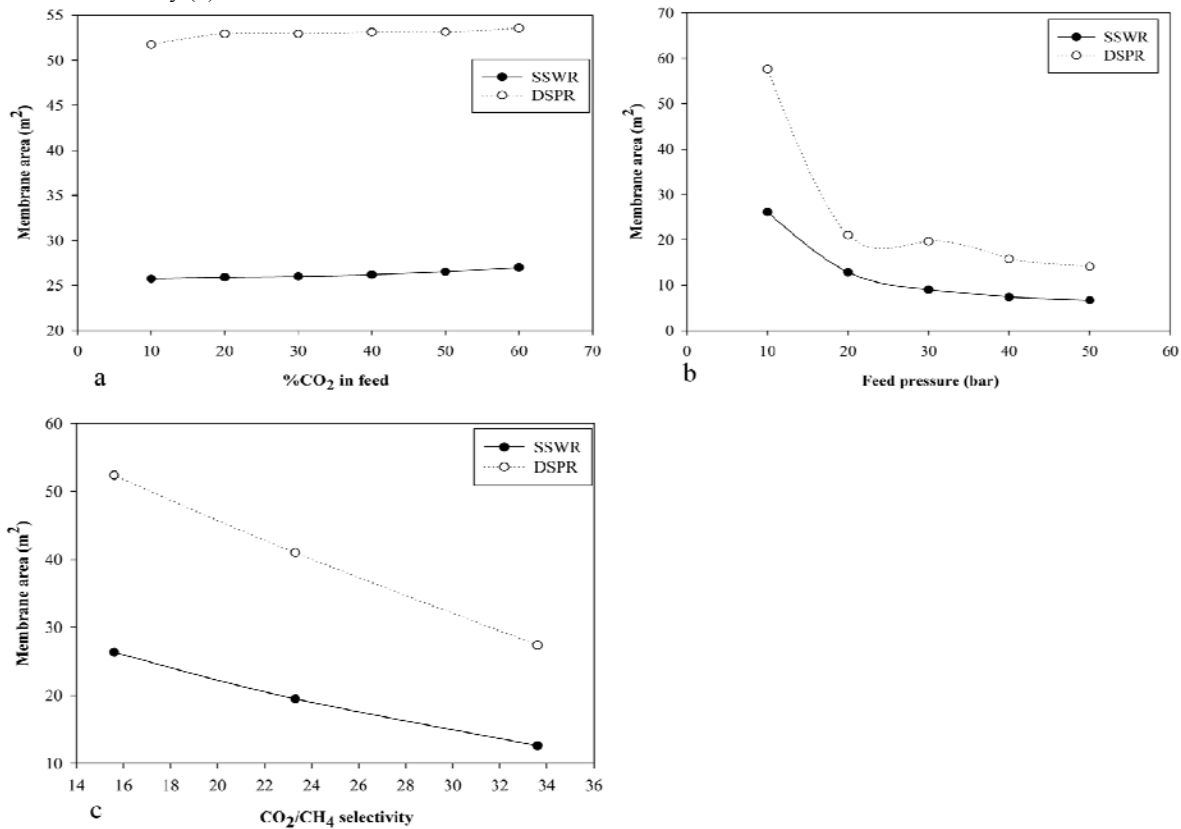 55
50
45
40
35
30
25
20
Membrane area (m²)
SSWR
DSPR
0 10 20 30 40 50 60 70
a
%CO₂ in feed
70
60
50
40
30
20
10
0
Membrane area (m²)
SSWR
DSPR
0 10 20 30 40 50 60
b
Feed pressure (bar)
60
50
40
30
20
10
Membrane area (m²)
SSWR
DSPR
14 16 18 20 22 24 26 28 30 32 34 36
c
CO₂/CH₄ selectivity